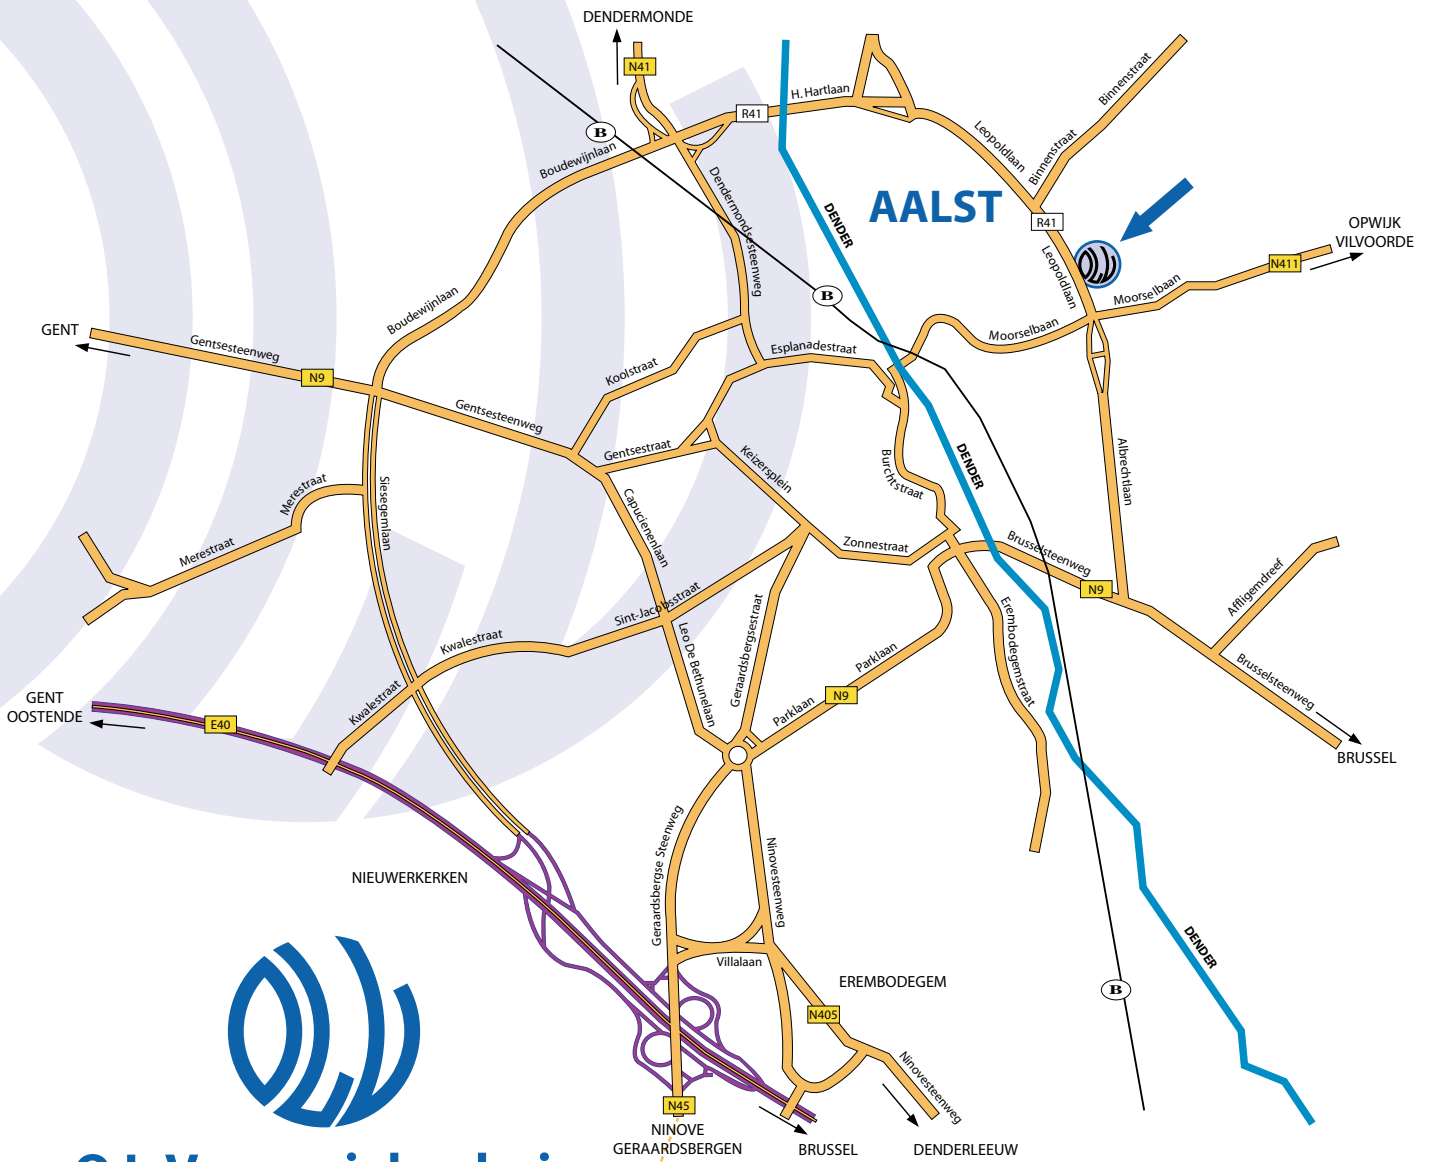 DENDERMONDE
N41
B
R41
H. Hartlaan
Binnenstraat
Leopoldlaan
Binnenstraat
Boudewijnlaan
Dendermondsesteenweg
DENDER
AALST
R41
OPWIJK
VILVOORDE
N411
Leopoldlaan
Moorselbaan
B
Boudewijnlaan
GENT
Gentsesteenweg
N9
Moorselbaan
Esplanadestraat
Koolstraat
Gentsesteenweg
Gentsestraat
Keizersplein
Burchtstraat
DENDER
Albrechtlaan
Merestraat
Siesegemlaan
Capucienenlaan
Merestraat
Zonnestraat
Brusselsteenweg
N9
Affligemdreef
Sint-Jacobsstraat
Kwalestraat
Leo De Bethunelaan
Geraardsbergsestraat
Erembodegemstraat
Parklaan
N9
Parklaan
Brusselsteenweg
BRUSSEL
Kwalestraat
GENT
OOSTENDE
E40
Geraardsbergse Steenweg
Ninovesteenweg
NIEUWERKERKEN
Villalaan
EREMBODEGEM
DENDER
B
N405
Ninovesteenweg
N45
NINOVE
GERAARDSBERGEN
BRUSSEL
DENDERLEEUW